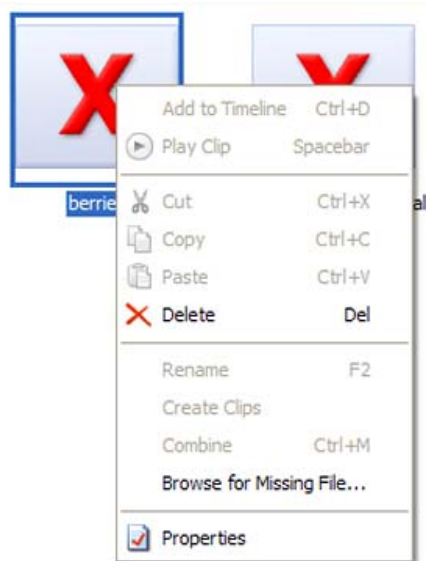 Add to Timeline Ctrl+D
Play Clip Spacebar
berrie
al
Cut Ctrl+X
Copy Ctrl+C
Paste Ctrl+V
Delete Del
Rename F2
Create Clips
Combine Ctrl+M
Browse for Missing File...
Properties